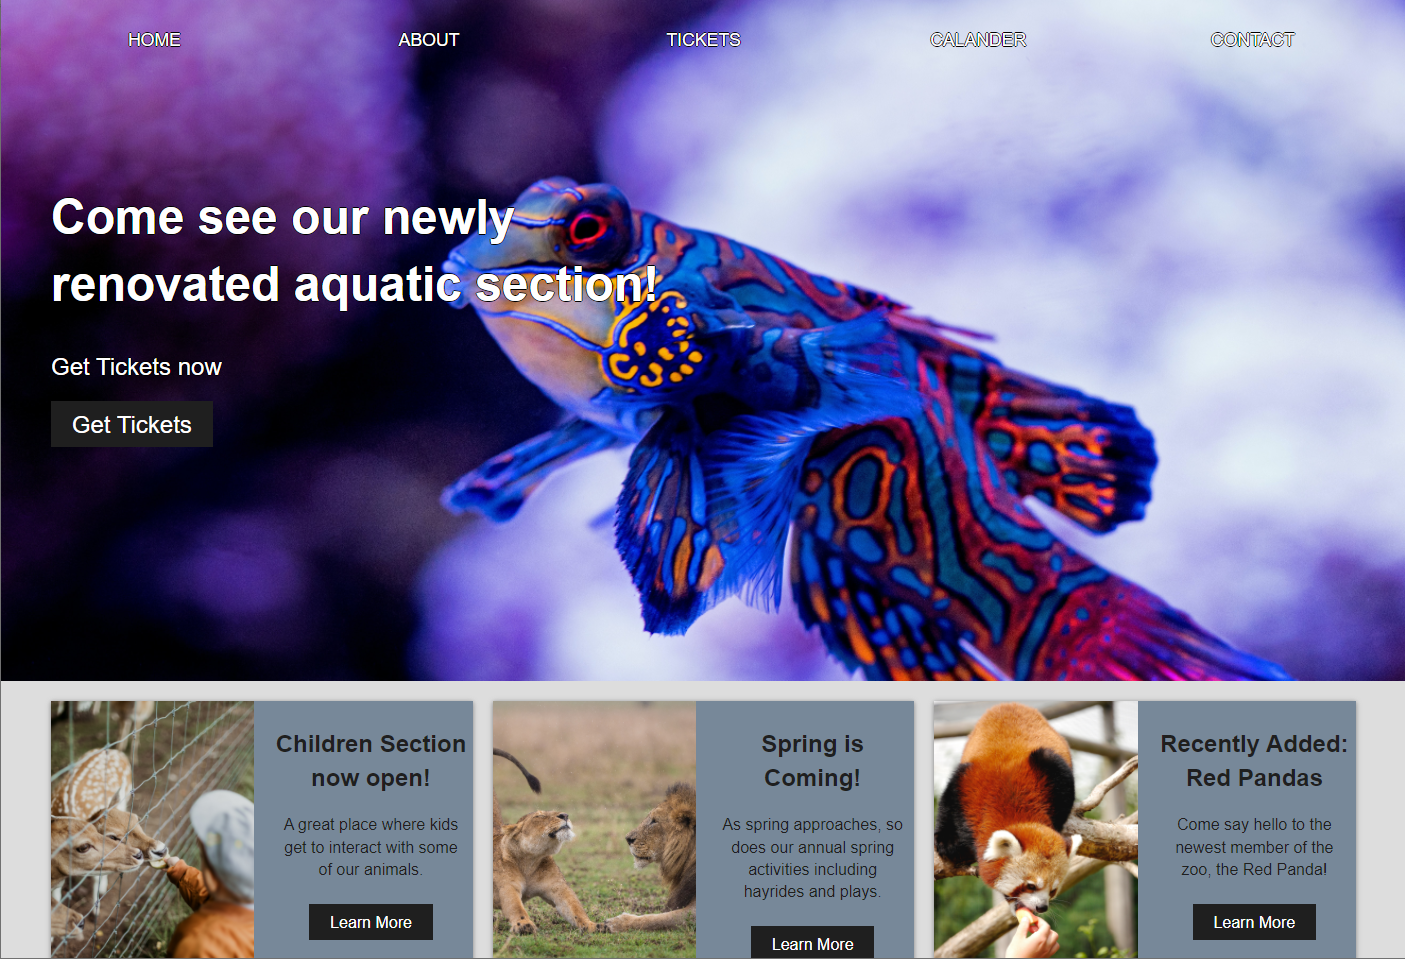 HOME ABOUT TICKETS CALANDER CONTACT
Come see our newly
renovated aquatic section!
Get Tickets now
Get Tickets
Children Section
now open!
A great place where kids
get to interact with some
of our animals.
Learn More
Spring is
Coming!
As spring approaches, so
does our annual spring
activities including
hayrides and plays.
Learn More
Recently Added:
Red Pandas
Come say hello to the
newest member of the
zoo, the Red Panda!
Learn More